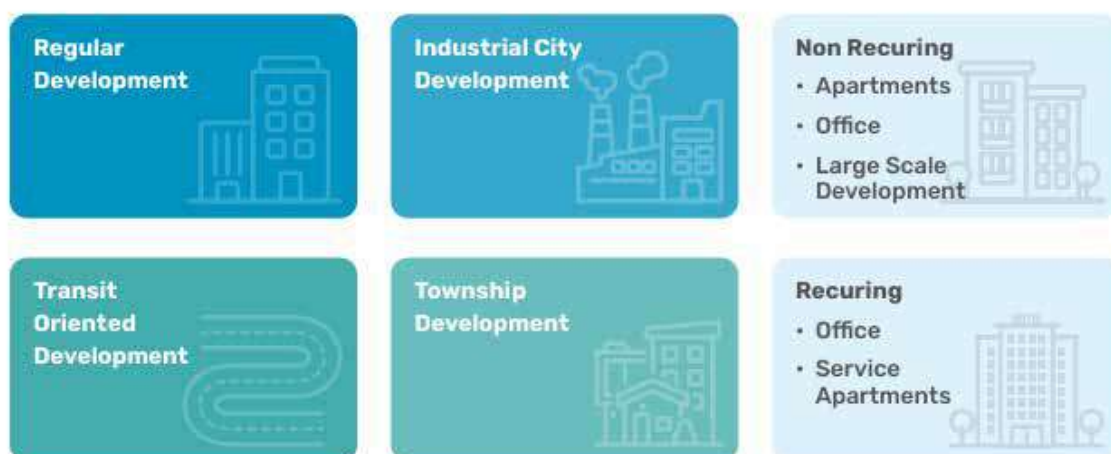 Regular
Development
Industrial City
Development
Non Recuring
• Apartments
• Office
• Large Scale
Development
Transit
Oriented
Development
Township
Development
Recuring
• Office
• Service
Apartments